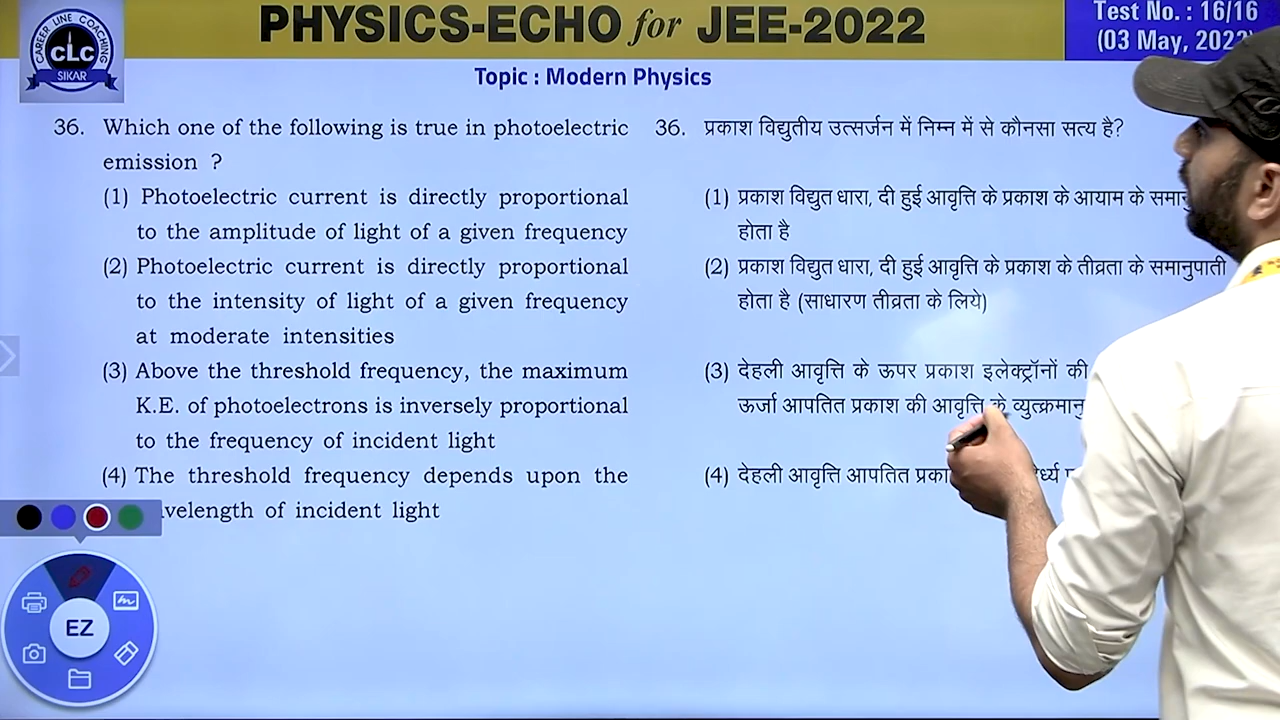 PHYSICS-ECHO for JEE-2022
Test No. : 16/16
(03 May, 2022)
CAREER LINE COACHING
CLC
SIKAR
Topic : Modern Physics
36. Which one of the following is true in photoelectric
emission ?
(1) Photoelectric current is directly proportional
to the amplitude of light of a given frequency
(2) Photoelectric current is directly proportional
to the intensity of light of a given frequency
at moderate intensities
(3) Above the threshold frequency, the maximum
K.E. of photoelectrons is inversely proportional
to the frequency of incident light
(4) The threshold frequency depends upon the
velength of incident light
36. प्रकाश विद्युतीय उत्सर्जन में निम्न में से कौनसा सत्य है?
(1) प्रकाश विद्युत धारा, दी हुई आवृत्ति के प्रकाश के आयाम के समानु
होता है
(2) प्रकाश विद्युत धारा, दी हुई आवृत्ति के प्रकाश के तीव्रता के समानुपाती
होता है (साधारण तीव्रता के लिये)
(3) देहली आवृत्ति के ऊपर प्रकाश इलेक्ट्रॉनों की
ऊर्जा आपतित प्रकाश की आवृत्ति के व्युत्क्रमानु
(4) देहली आवृत्ति आपतित प्रका
EZ